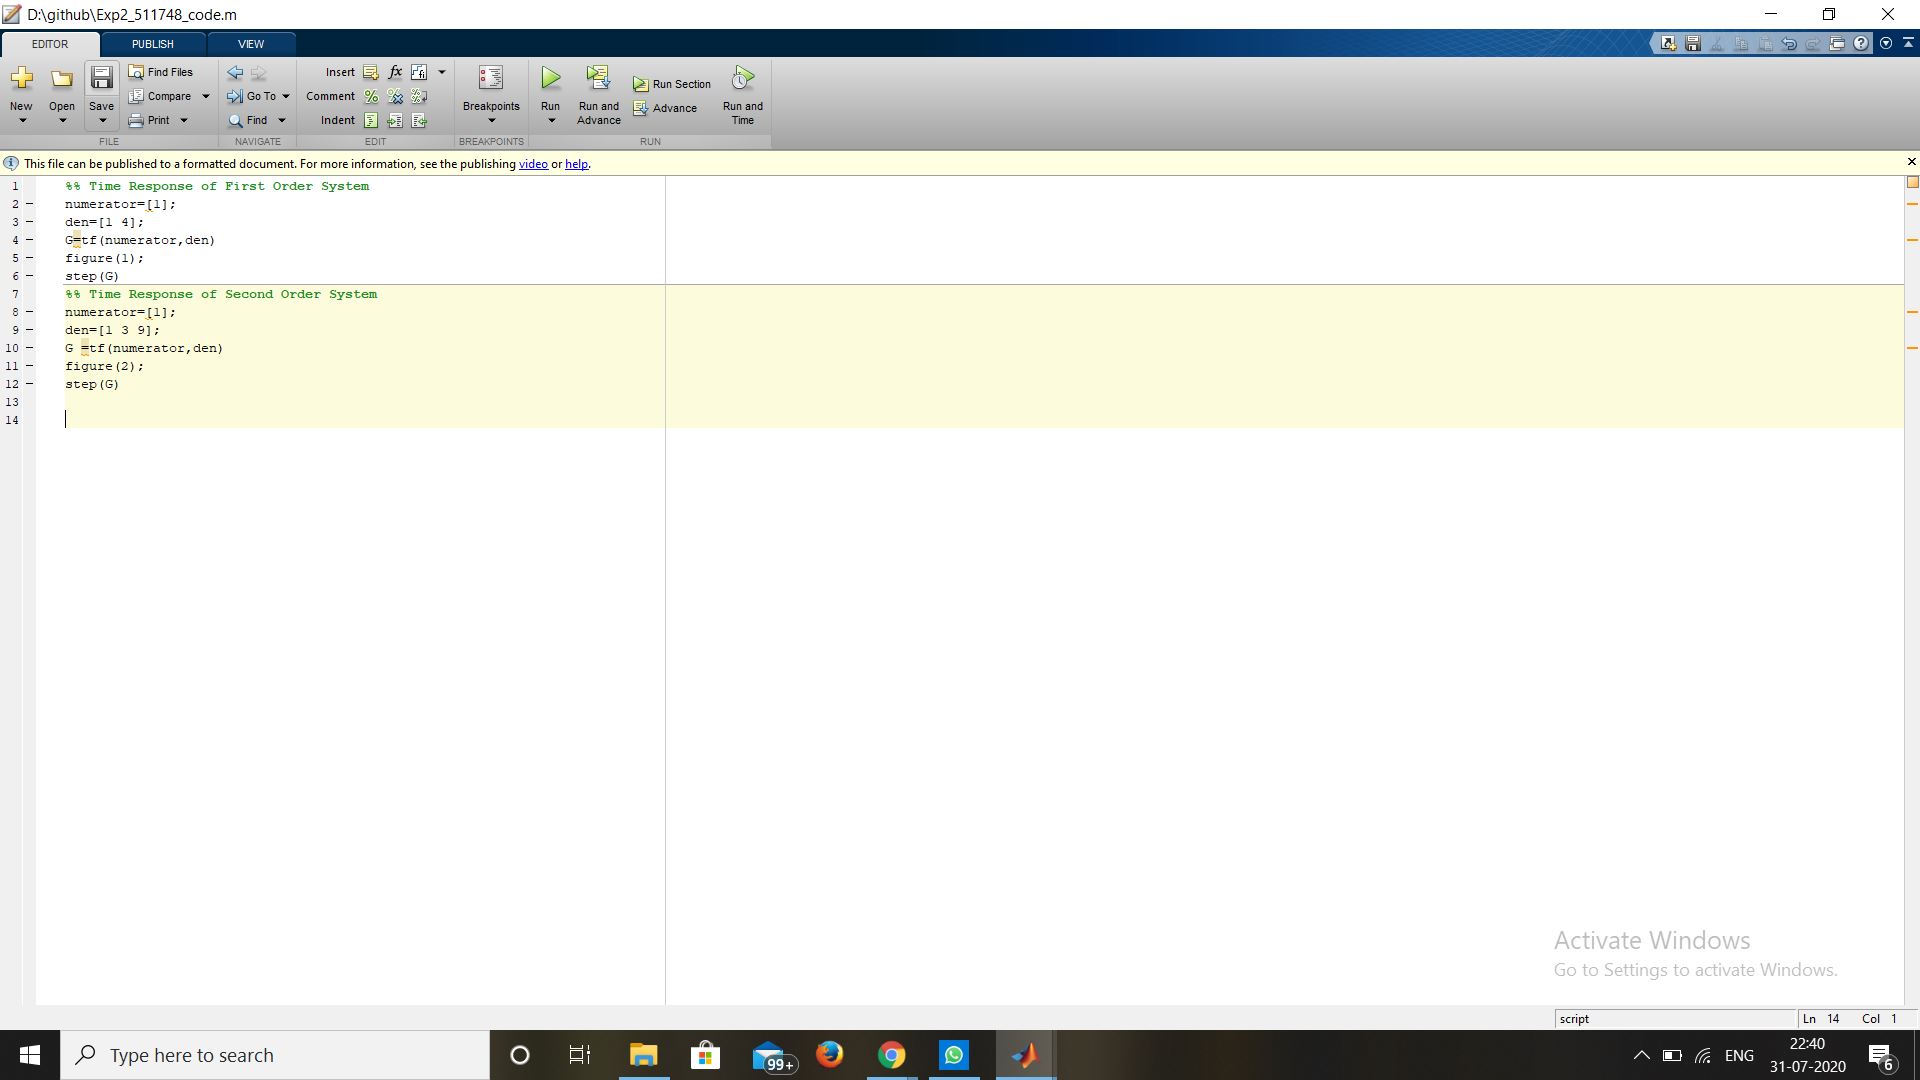 D:\github\Exp2_511748_code.m
EDITOR PUBLISH VIEW
New Open Save Find Files Compare Print
FILE
Go To Find
NAVIGATE
Insert fx
Comment
Indent
EDIT
Breakpoints
BREAKPOINTS
Run Run and Advance Run Section Advance Run and Time
RUN
This file can be published to a formatted document. For more information, see the publishing video or help.
1 %% Time Response of First Order System
2 – numerator=[1];
3 – den=[1 4];
4 – G=tf(numerator,den)
5 – figure(1);
6 – step(G)
7 %% Time Response of Second Order System
8 – numerator=[1];
9 – den=[1 3 9];
10 – G =tf(numerator,den)
11 – figure(2);
12 – step(G)
13
14
Activate Windows
Go to Settings to activate Windows.
script Ln 14 Col 1
Type here to search
99+
ENG
22:40
31-07-2020
6